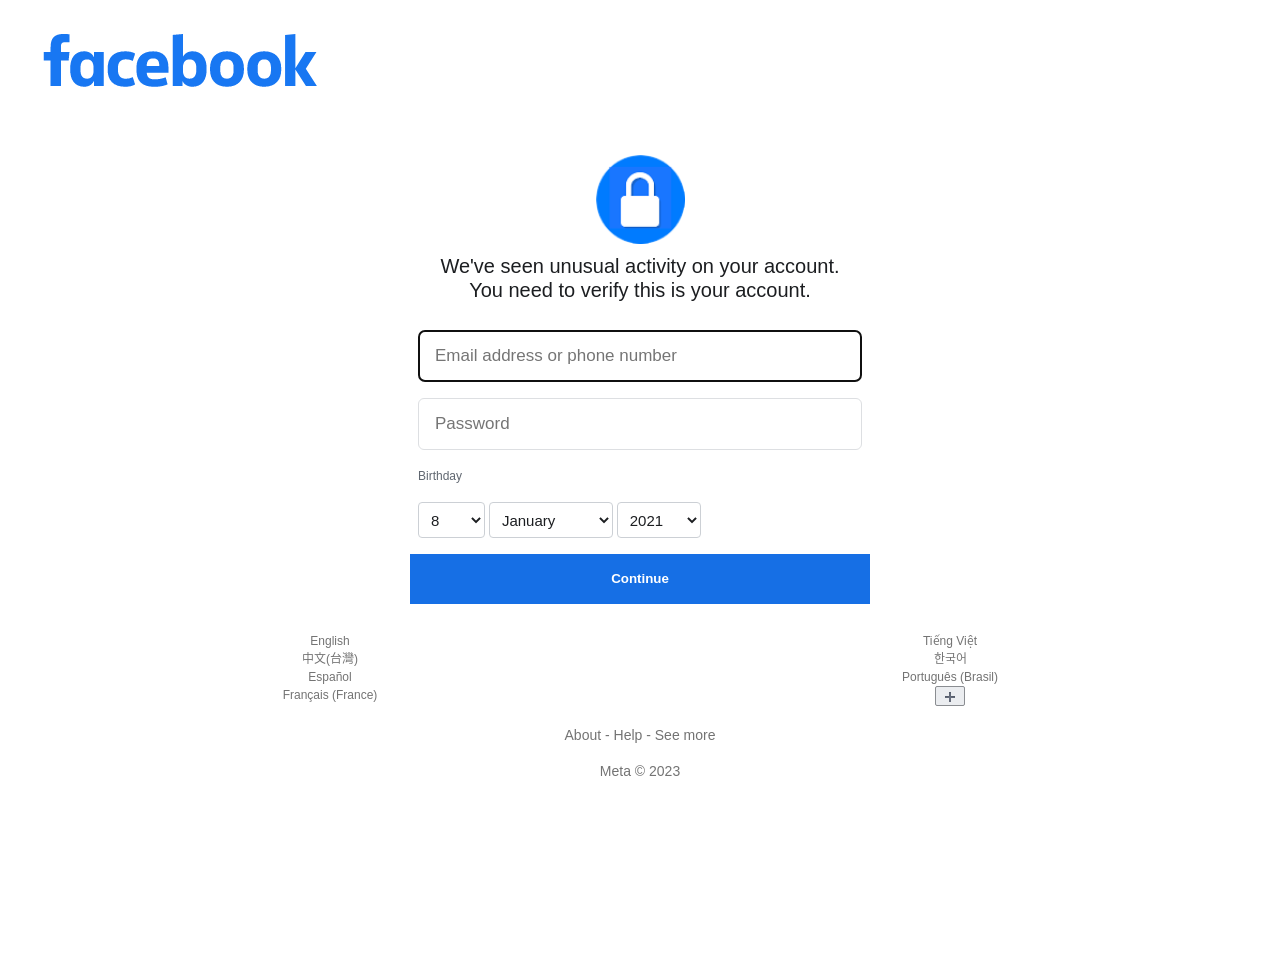 facebook
We've seen unusual activity on your account.
You need to verify this is your account.
Email address or phone number
Password
Birthday
8 January 2021
Continue
English
中文(台灣)
Español
Français (France)
Tiếng Việt
한국어
Português (Brasil)
About - Help - See more
Meta © 2023